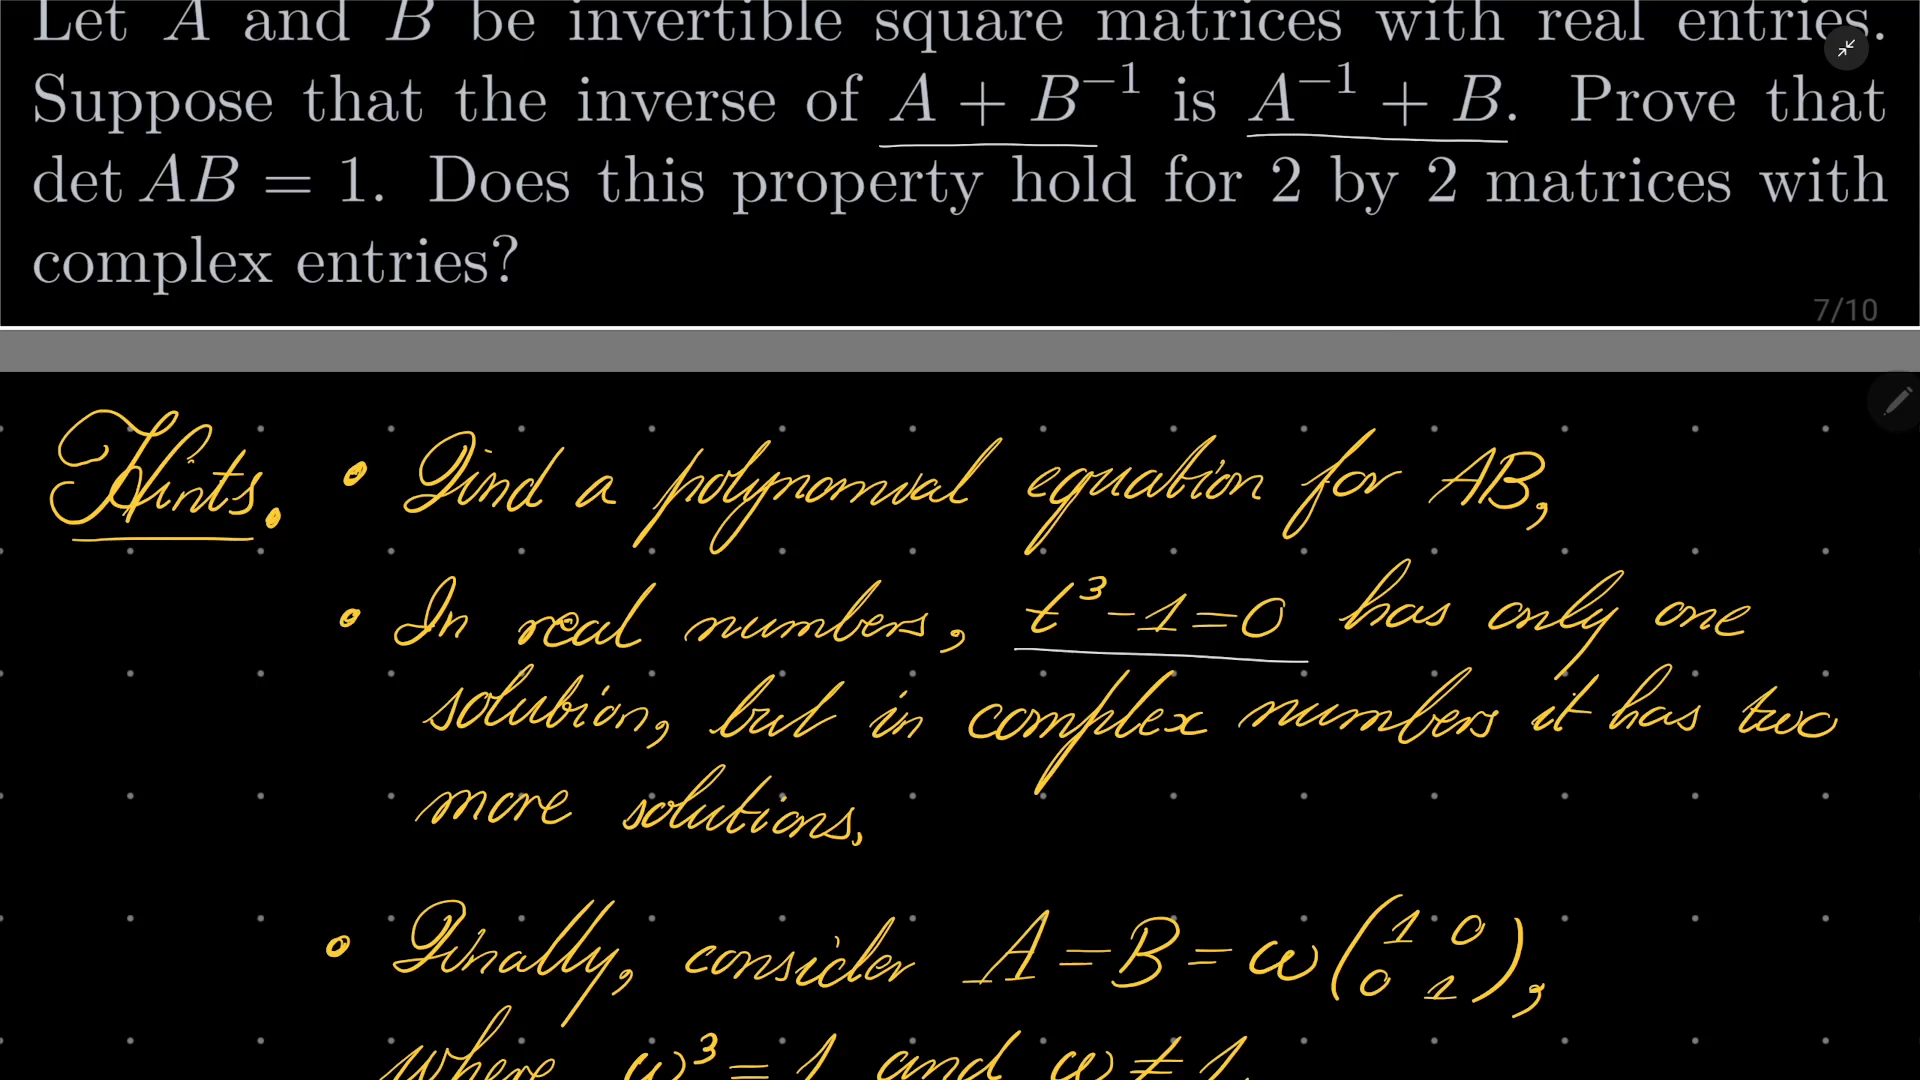 Let A and B be invertible square matrices with real entries.
Suppose that the inverse of A + B⁻¹ is A⁻¹ + B. Prove that
det AB = 1. Does this property hold for 2 by 2 matrices with
complex entries?
7/10
Hints. • Find a polynomial equation for AB,
• In real numbers, t³-1=0 has only one
solution, but in complex numbers it has two
more solutions.
• Finally, consider A=B=ω(1 0
0 1),
where ω³=1 and ω≠1.